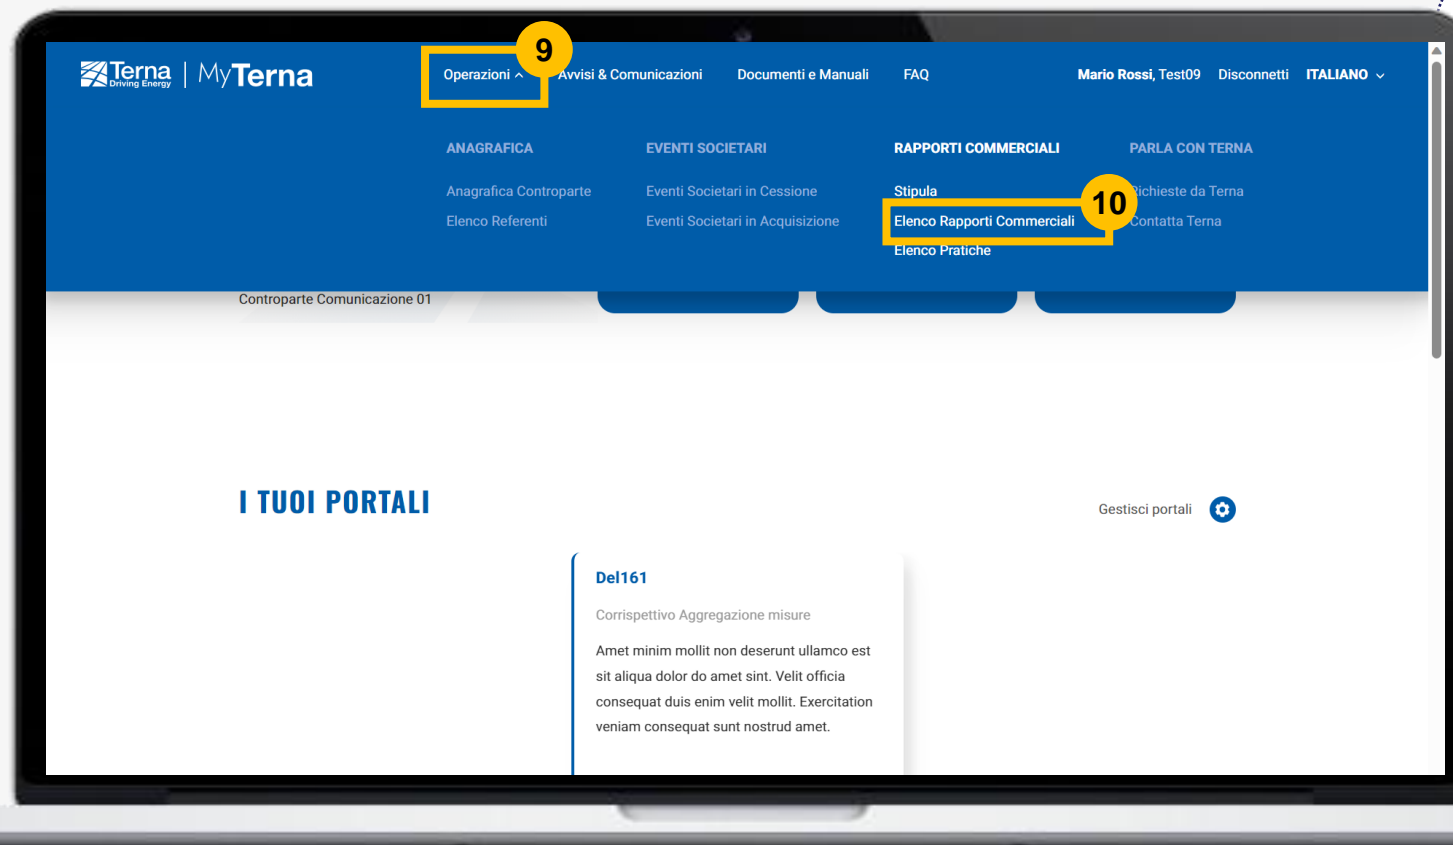 Terna
Driving Energy
MyTerna
Operazioni
9
Avvisi & Comunicazioni
Documenti e Manuali
FAQ
Mario Rossi, Test09
Disconnetti
ITALIANO
ANAGRAFICA
Anagrafica Controparte
Elenco Referenti
EVENTI SOCIETARI
Eventi Societari in Cessione
Eventi Societari in Acquisizione
RAPPORTI COMMERCIALI
Stipula
Elenco Rapporti Commerciali
10
Elenco Pratiche
PARLA CON TERNA
Richieste da Terna
Contatta Terna
Controparte Comunicazione 01
I TUOI PORTALI
Gestisci portali
Del161
Corrispettivo Aggregazione misure
Amet minim mollit non deserunt ullamco est
sit aliqua dolor do amet sint. Velit officia
consequat duis enim velit mollit. Exercitation
veniam consequat sunt nostrud amet.